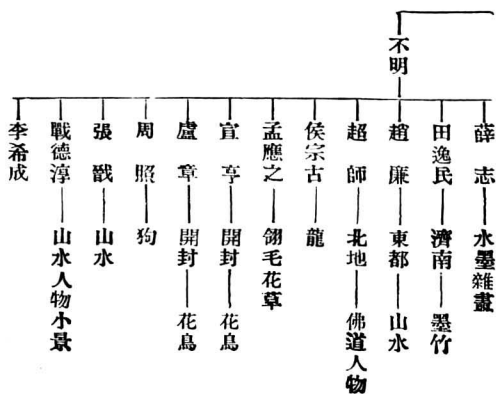 不明
薛志 水墨雜畫
田逸民 濟南 墨竹
趙廉 東都 山水
超師 北地 佛道人物
侯宗古 龍
孟應之 翎毛花草
宣亨 開封 花鳥
盧章 開封 花鳥
周照 狗
張戩 山水
戰德淳 山水人物小景
李希成